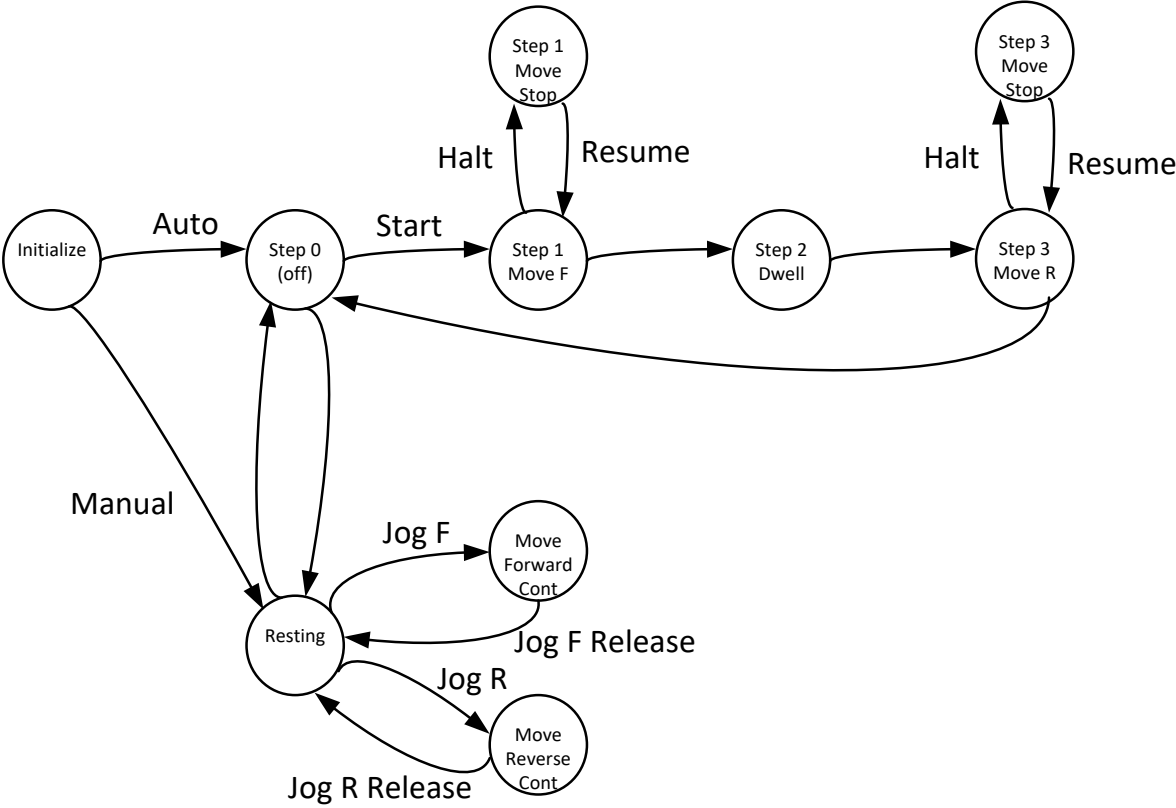 Step 1
Move
Stop
Step 3
Move
Stop
Halt
Resume
Halt
Resume
Auto
Start
Initialize
Step 0
(off)
Step 1
Move F
Step 2
Dwell
Step 3
Move R
Manual
Jog F
Move
Forward
Cont
Resting
Jog F Release
Jog R
Move
Reverse
Cont
Jog R Release